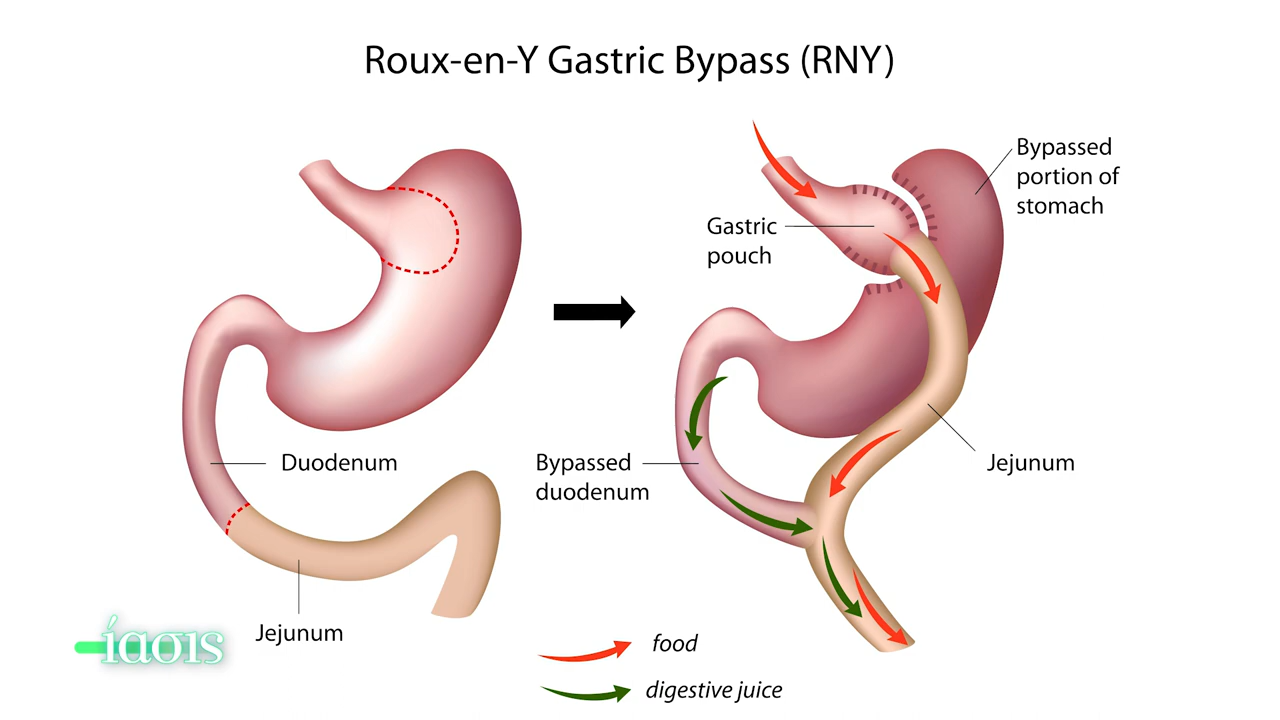 Roux-en-Y Gastric Bypass (RNY)
Bypassed
portion of
stomach
Gastric
pouch
Duodenum
Bypassed
duodenum
Jejunum
Jejunum
food
digestive juice
ίασις